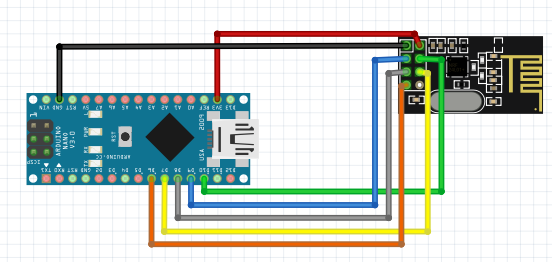 VIN GND RST 5V A7 A6 A5 A4 A3 A2 A1 A0 REF 3V3 D13
1
ARDUINO
NANO
V3.0
ICSP
RST
ARDUINO.CC
2009
USA
TX1 RX0 RST GND D2 D3 D4 D5 D6 D7 D8 D9 D10 D11 D12